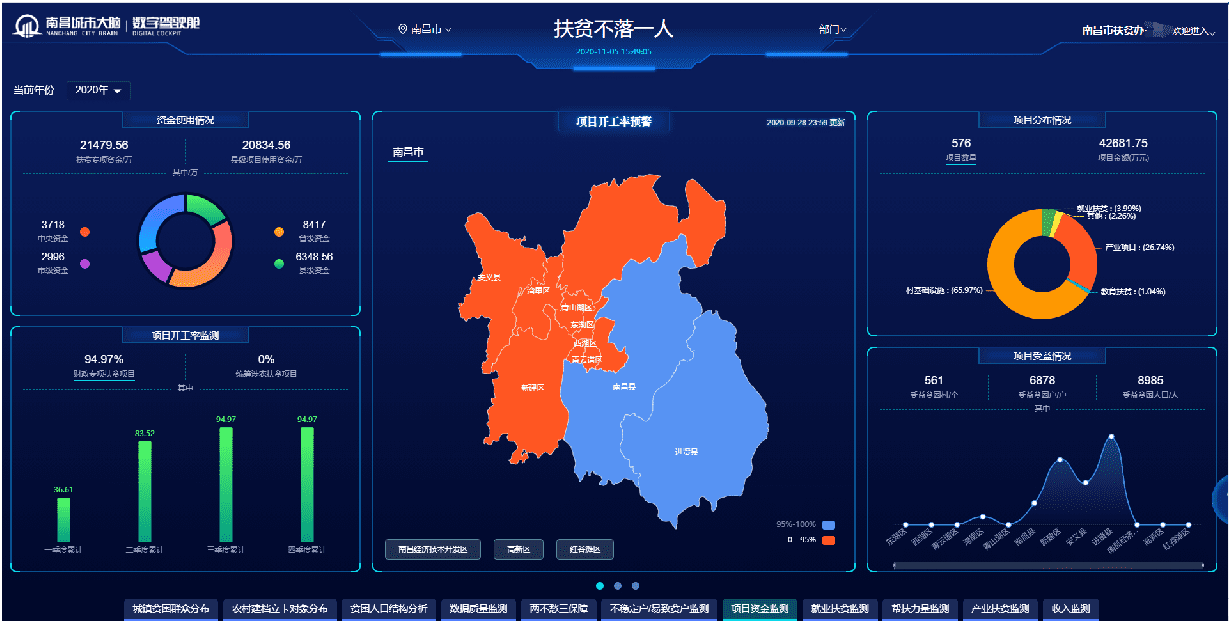 南昌城市大脑 数字驾驶舱
NANCHANG CITY BRAIN DIGITAL COCKPIT
南昌市
扶贫不落一人
2020-11-05 15:49:05
部门
南昌市扶贫办
欢迎进入
当前年份 2020年
资金使用情况
21479.56
扶贫专项资金/万
20834.56
县级项目使用资金/万
其中/万
3718
中央资金
2996
市级资金
8417
省级资金
6348.56
县级资金
项目开工率监测
94.97%
财政专项扶贫项目
0%
统筹涉农扶贫项目
其中
36.61
83.52
94.97
94.97
一季度累计
二季度累计
三季度累计
四季度累计
项目开工率预警
2020-09-28 23:59 更新
南昌市
安义县
湾里区
青山湖区
东湖区
西湖区
青云谱区
新建区
南昌县
进贤县
95%-100%
0 95%
南昌经济技术开发区
高新区
红谷滩区
项目分布情况
576
项目数量
42681.75
项目金额(万元)
就业扶贫 : (3.99%)
其他 : (2.26%)
产业项目 : (26.74%)
教育扶贫 : (1.04%)
村基础设施 : (65.97%)
项目受益情况
561
受益贫困村/个
6878
受益贫困户/户
8985
受益贫困人口/人
其中
东湖区
西湖区
青云谱区
湾里区
青山湖区
南昌县
新建区
安义县
进贤县
南昌经济...
高新区
红谷滩区
城镇贫困群众分布
农村建档立卡对象分布
贫困人口结构分析
数据质量监测
两不愁三保障
不稳定户/易致贫户监测
项目资金监测
就业扶贫监测
帮扶力量监测
产业扶贫监测
收入监测